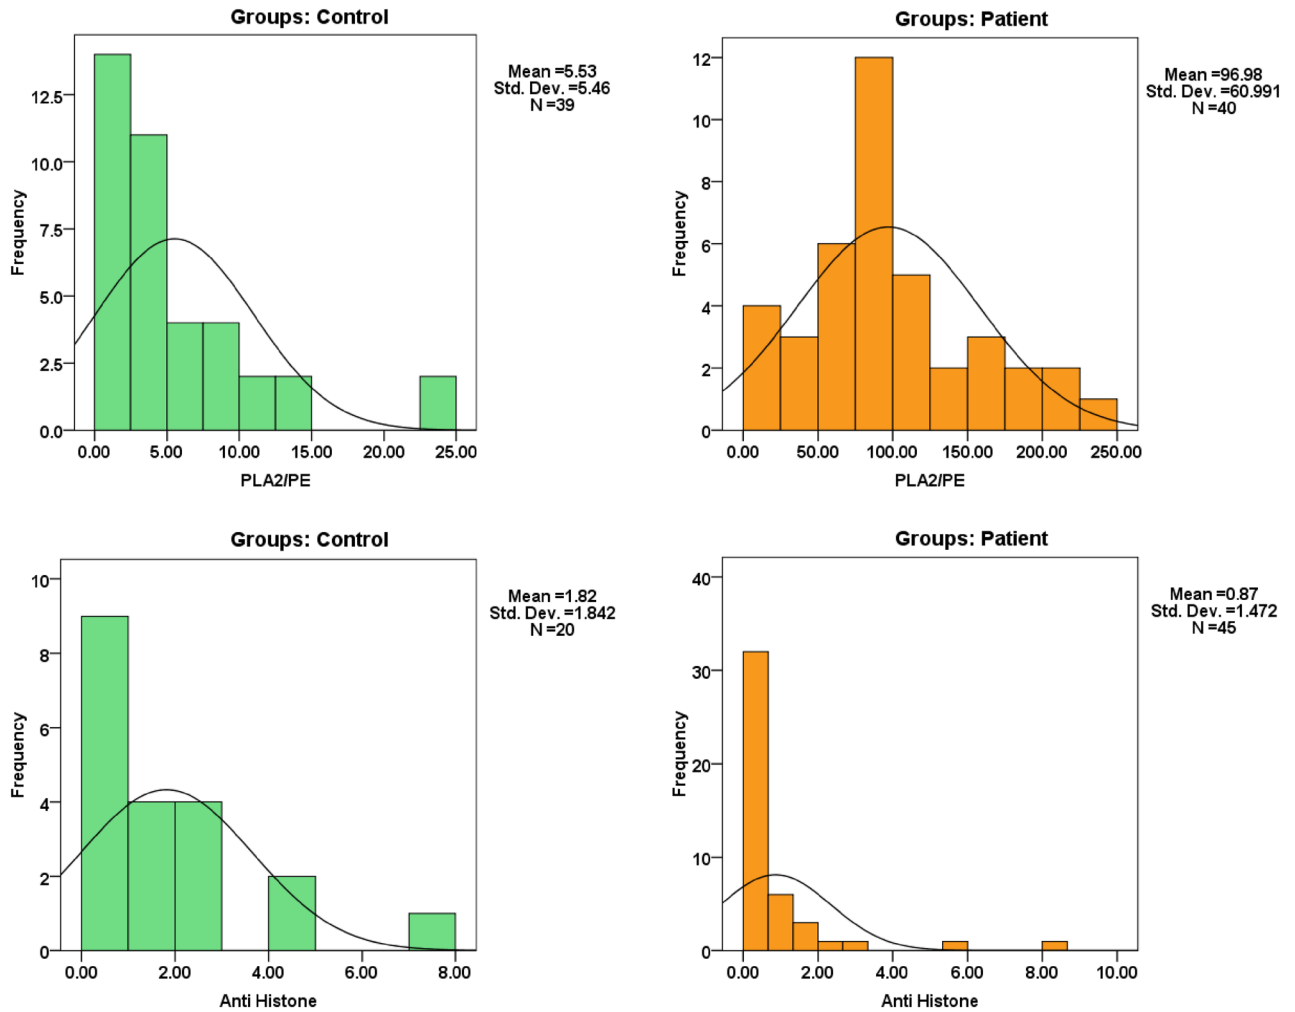 Groups: Control
Mean =5.53
Std. Dev. =5.46
N =39
Frequency
12.5
10.0
7.5
5.0
2.5
0.0
0.00 5.00 10.00 15.00 20.00 25.00
PLA2/PE
Groups: Patient
Mean =96.98
Std. Dev. =60.991
N =40
Frequency
12
10
8
6
4
2
0
0.00 50.00 100.00 150.00 200.00 250.00
PLA2/PE
Groups: Control
Mean =1.82
Std. Dev. =1.842
N =20
Frequency
10
8
6
4
2
0
0.00 2.00 4.00 6.00 8.00
Anti Histone
Groups: Patient
Mean =0.87
Std. Dev. =1.472
N =45
Frequency
40
30
20
10
0
0.00 2.00 4.00 6.00 8.00 10.00
Anti Histone